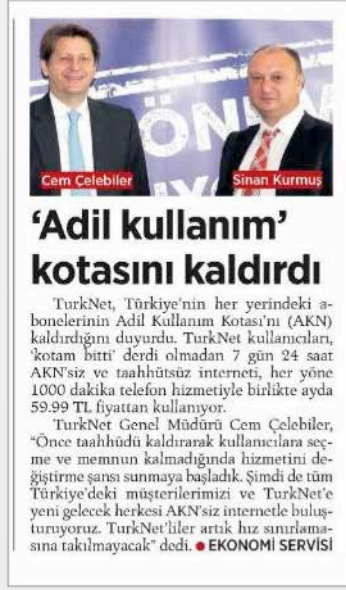 ÖN
Cem Çelebiler
Sinan Kurmuş
‘Adil kullanım’
kotasını kaldırdı
TurkNet, Türkiye’nin her yerindeki a-
bonelerinin Adil Kullanım Kotası’nı (AKN)
kaldırdığını duyurdu. TurkNet kullanıcıları,
‘kotam bitti’ derdi olmadan 7 gün 24 saat
AKN’siz ve taahhütsüz interneti, her yöne
1000 dakika telefon hizmetiyle birlikte ayda
59.99 TL fiyattan kullanıyor.
TurkNet Genel Müdürü Cem Çelebiler,
“Önce taahhüdü kaldırarak kullanıcılara seç-
me ve memnun kalmadığında hizmetini de-
ğiştirme şansı sunmaya başladık. Şimdi de tüm
Türkiye’deki müşterilerimizi ve TurkNet’e
yeni gelecek herkesi AKN’siz internetle buluş-
turuyoruz. TurkNet’liler artık hız sınırlama-
sına takılmayacak” dedi. ● EKONOMİ SERVİSİ